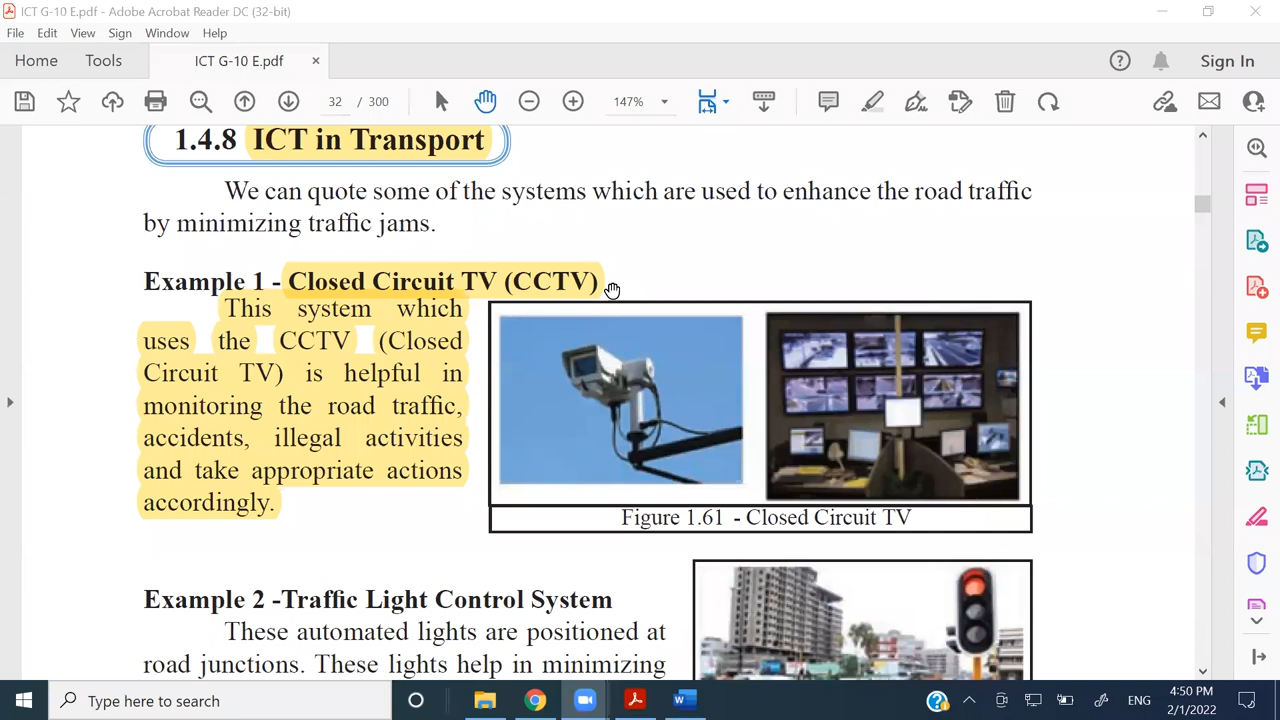 ICT G-10 E.pdf - Adobe Acrobat Reader DC (32-bit)
File Edit View Sign Window Help
Home Tools ICT G-10 E.pdf × Sign In
32 / 300 147%
1.4.8 ICT in Transport
We can quote some of the systems which are used to enhance the road traffic
by minimizing traffic jams.
Example 1 - Closed Circuit TV (CCTV)
This system which
uses the CCTV (Closed
Circuit TV) is helpful in
monitoring the road traffic,
accidents, illegal activities
and take appropriate actions
accordingly.
Figure 1.61 - Closed Circuit TV
Example 2 -Traffic Light Control System
These automated lights are positioned at
road junctions. These lights help in minimizing
Type here to search
ENG
4:50 PM
2/1/2022